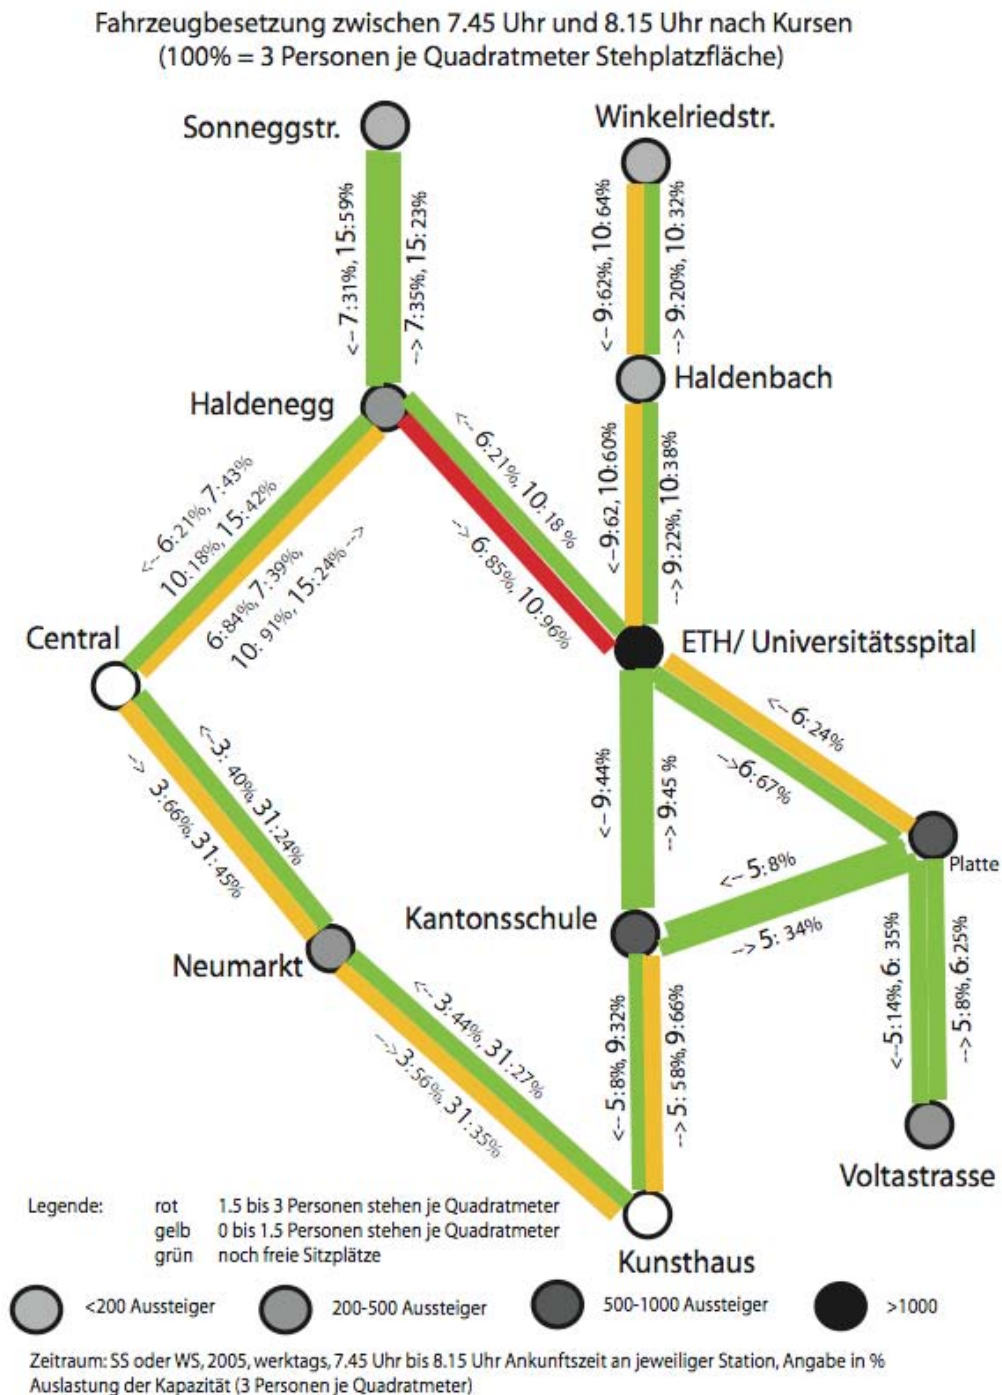 Fahrzeugbesetzung zwischen 7.45 Uhr und 8.15 Uhr nach Kursen
(100% = 3 Personen je Quadratmeter Stehplatzfläche)
Sonneggstr.
Winkelriedstr.
<-- 7:31%, 15:59%
--> 7:35%, 15: 23%
<-- 9:62%, 10:64%
--> 9:20%, 10: 32%
Haldenegg
Haldenbach
<-- 6:21%, 7:43%
10:18%, 15:42%
6:84%, 7:39%,
10: 91%, 15:24% -->
<-- 6:21%, 10:18 %
--> 6:85%, 10:96%
<--9:62, 10:60%
--> 9:22%, 10:38%
Central
ETH/ Universitätsspital
<--3: 40%, 31:24%
--> 3:66%, 31:45%
<-- 9:44%
--> 9:45 %
<-- 6:24%
-->6:67%
Platte
<-- 5:8%
--> 5: 34%
Kantonsschule
Neumarkt
<--5:14%, 6: 35%
--> 5:8%, 6:25%
<-- 3:44%, 31:27%
-->3:56%, 31:35%
<-- 5:8%, 9:32%
--> 5: 58%, 9:66%
Voltastrasse
Kunsthaus
Legende: rot 1.5 bis 3 Personen stehen je Quadratmeter
gelb 0 bis 1.5 Personen stehen je Quadratmeter
grün noch freie Sitzplätze
<200 Aussteiger 200-500 Aussteiger 500-1000 Aussteiger >1000
Zeitraum: SS oder WS, 2005, werktags, 7.45 Uhr bis 8.15 Uhr Ankunftszeit an jeweiliger Station, Angabe in %
Auslastung der Kapazität (3 Personen je Quadratmeter)